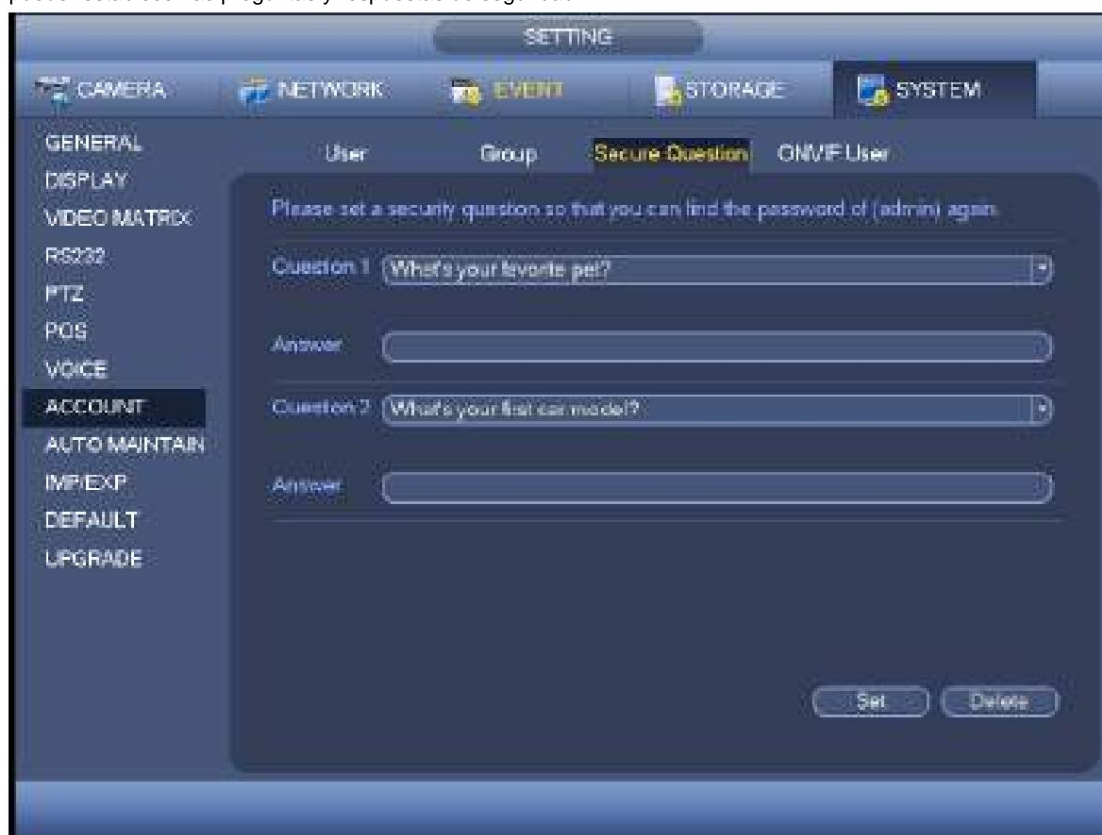 SETTING
CAMERA NETWORK EVENT STORAGE SYSTEM
User Group Secure Question ONVIF User
GENERAL
DISPLAY
VIDEO MATRIX
RS232
PTZ
POS
VOICE
ACCOUNT
AUTO MAINTAIN
IMP/EXP
DEFAULT
UPGRADE
Please set a security question so that you can find the password of (admin) again.
Question 1 What's your favorite pet?
Answer
Question 2 What's your first car model?
Answer
Set Delete